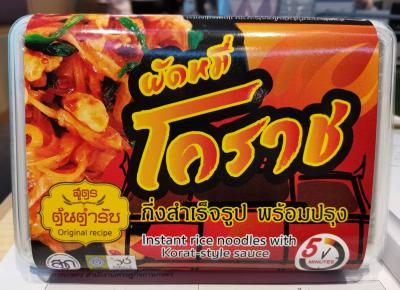 ผัดหมี่
โคราช
สูตร
ต้นตำรับ
Original recipe
กึ่งสำเร็จรูป พร้อมปรุง
Instant rice noodles with
Korat-style sauce
5
MINUTES